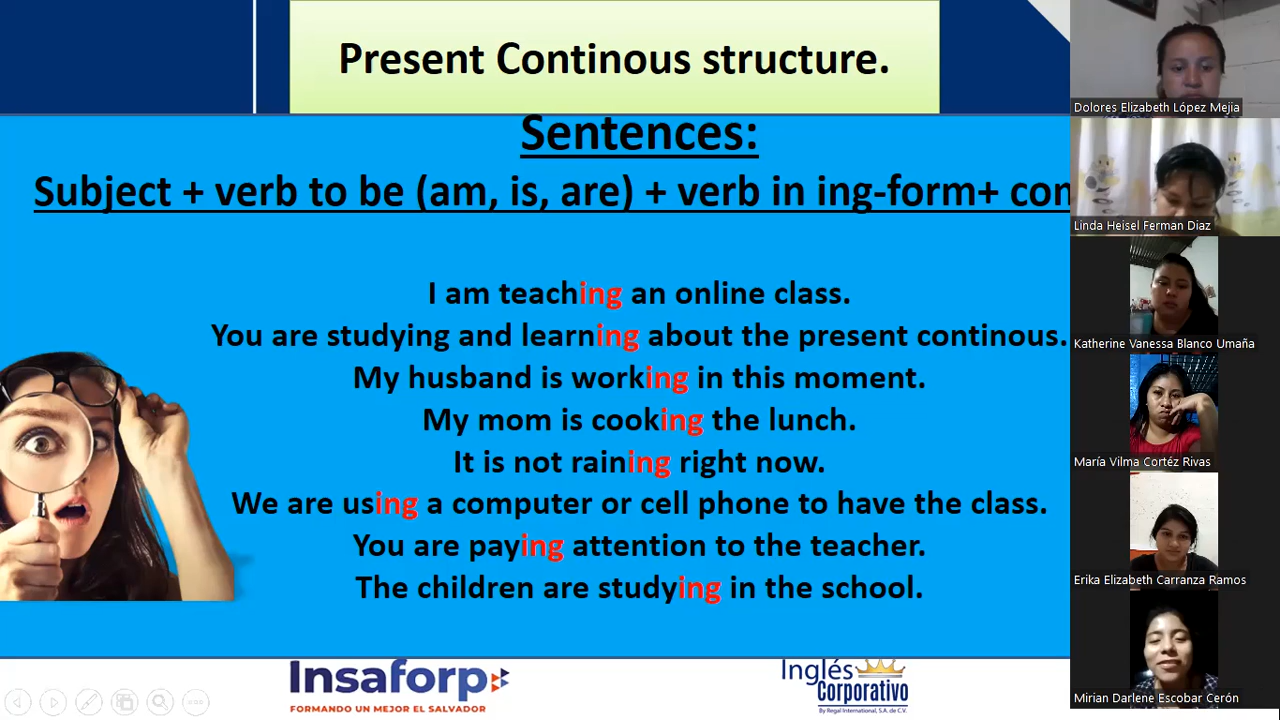 Present Continous structure.
Sentences:
Subject + verb to be (am, is, are) + verb in ing-form+
I am teaching an online class.
You are studying and learning about the present continous.
My husband is working in this moment.
My mom is cooking the lunch.
It is not raining right now.
We are using a computer or cell phone to have the class.
You are paying attention to the teacher.
The children are studying in the school.
Insaforp
FORMANDO UN MEJOR EL SALVADOR
Inglés
Corporativo
By Regal International, S.A. de C.V.
Dolores Elizabeth López Mejia
Linda Heisel Ferman Diaz
Katherine Vanessa Blanco Umaña
María Vilma Cortéz Rivas
Erika Elizabeth Carranza Ramos
Mirian Darlene Escobar Cerón